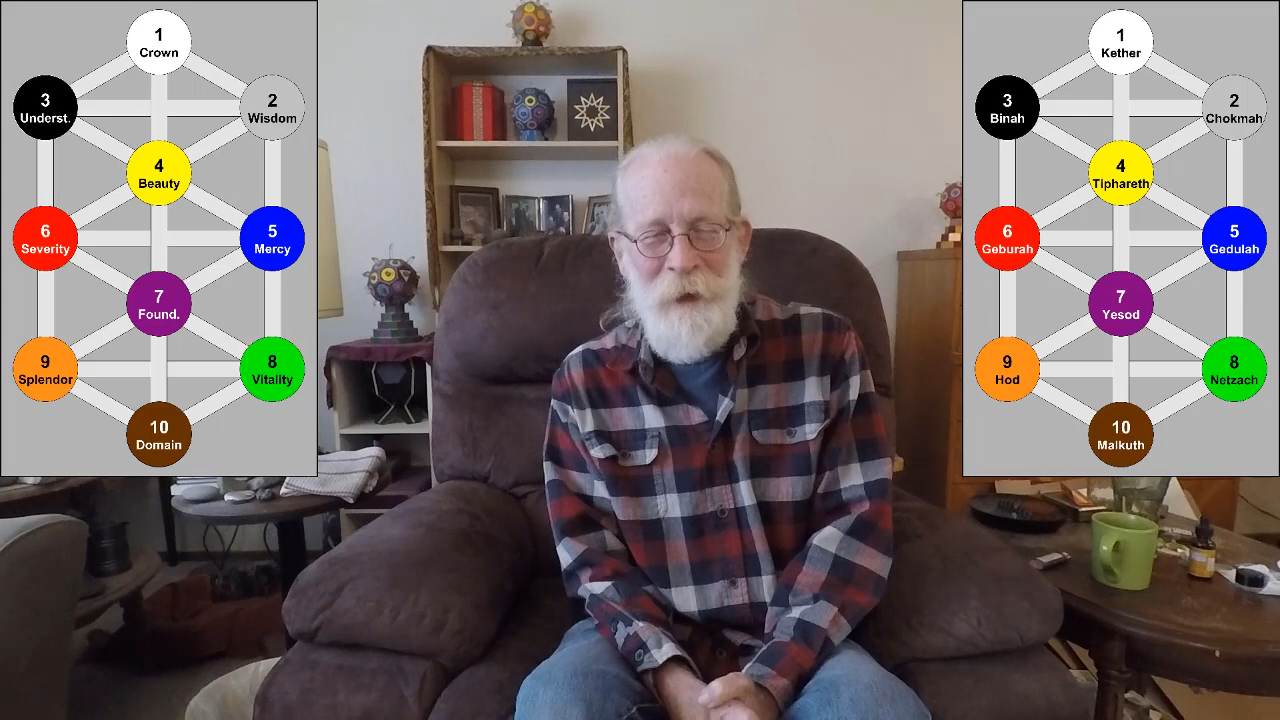 1
Crown
3
Underst.
2
Wisdom
4
Beauty
6
Severity
5
Mercy
7
Found.
9
Splendor
8
Vitality
10
Domain
1
Kether
3
Binah
2
Chokmah
4
Tiphareth
6
Geburah
5
Gedulah
7
Yesod
9
Hod
8
Netzach
10
Malkuth